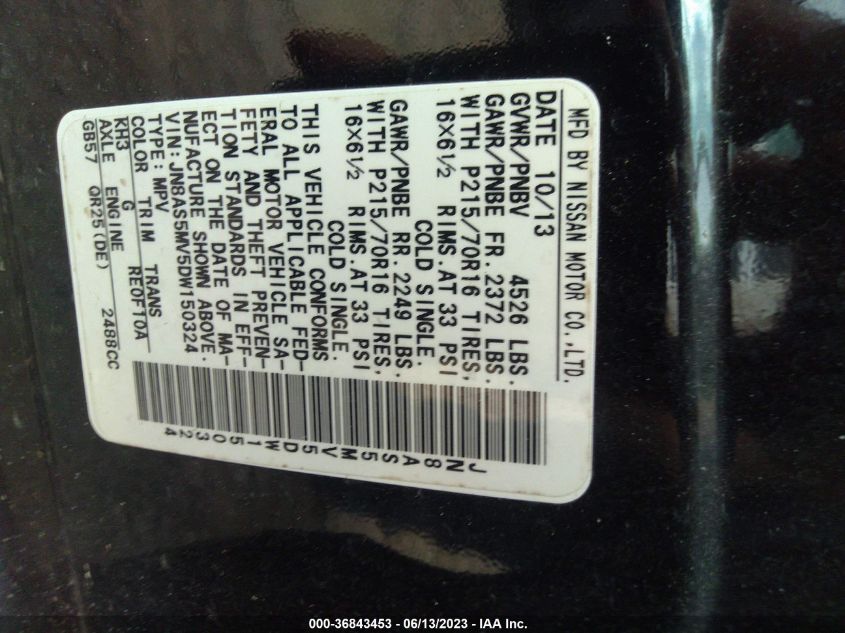 MFD BY NISSAN MOTOR CO.,LTD.
DATE 10/13
GVWR/PNBV 4526 LBS.
GAWR/PNBE FR. 2372 LBS.
WITH P215/70R16 TIRES,
16X6½ RIMS.AT 33 PSI
COLD SINGLE.
GAWR/PNBE RR. 2249 LBS.
WITH P215/70R16 TIRES,
16X6½ RIMS.AT 33 PSI
COLD SINGLE.
THIS VEHICLE CONFORMS
TO ALL APPLICABLE FED-
ERAL MOTOR VEHICLE SA-
FETY AND THEFT PREVEN-
TION STANDARDS IN EFF-
ECT ON THE DATE OF MA-
NUFACTURE SHOWN ABOVE.
VIN: JN8AS5MV5DW150324
TYPE: MPV
COLOR TRIM TRANS
KH3 G RE0F10A
AXLE ENGINE
GB57 QR25(DE) 2488CC
JN8AS5MV5DW150324
000-36843453 - 06/13/2023 - IAA Inc.